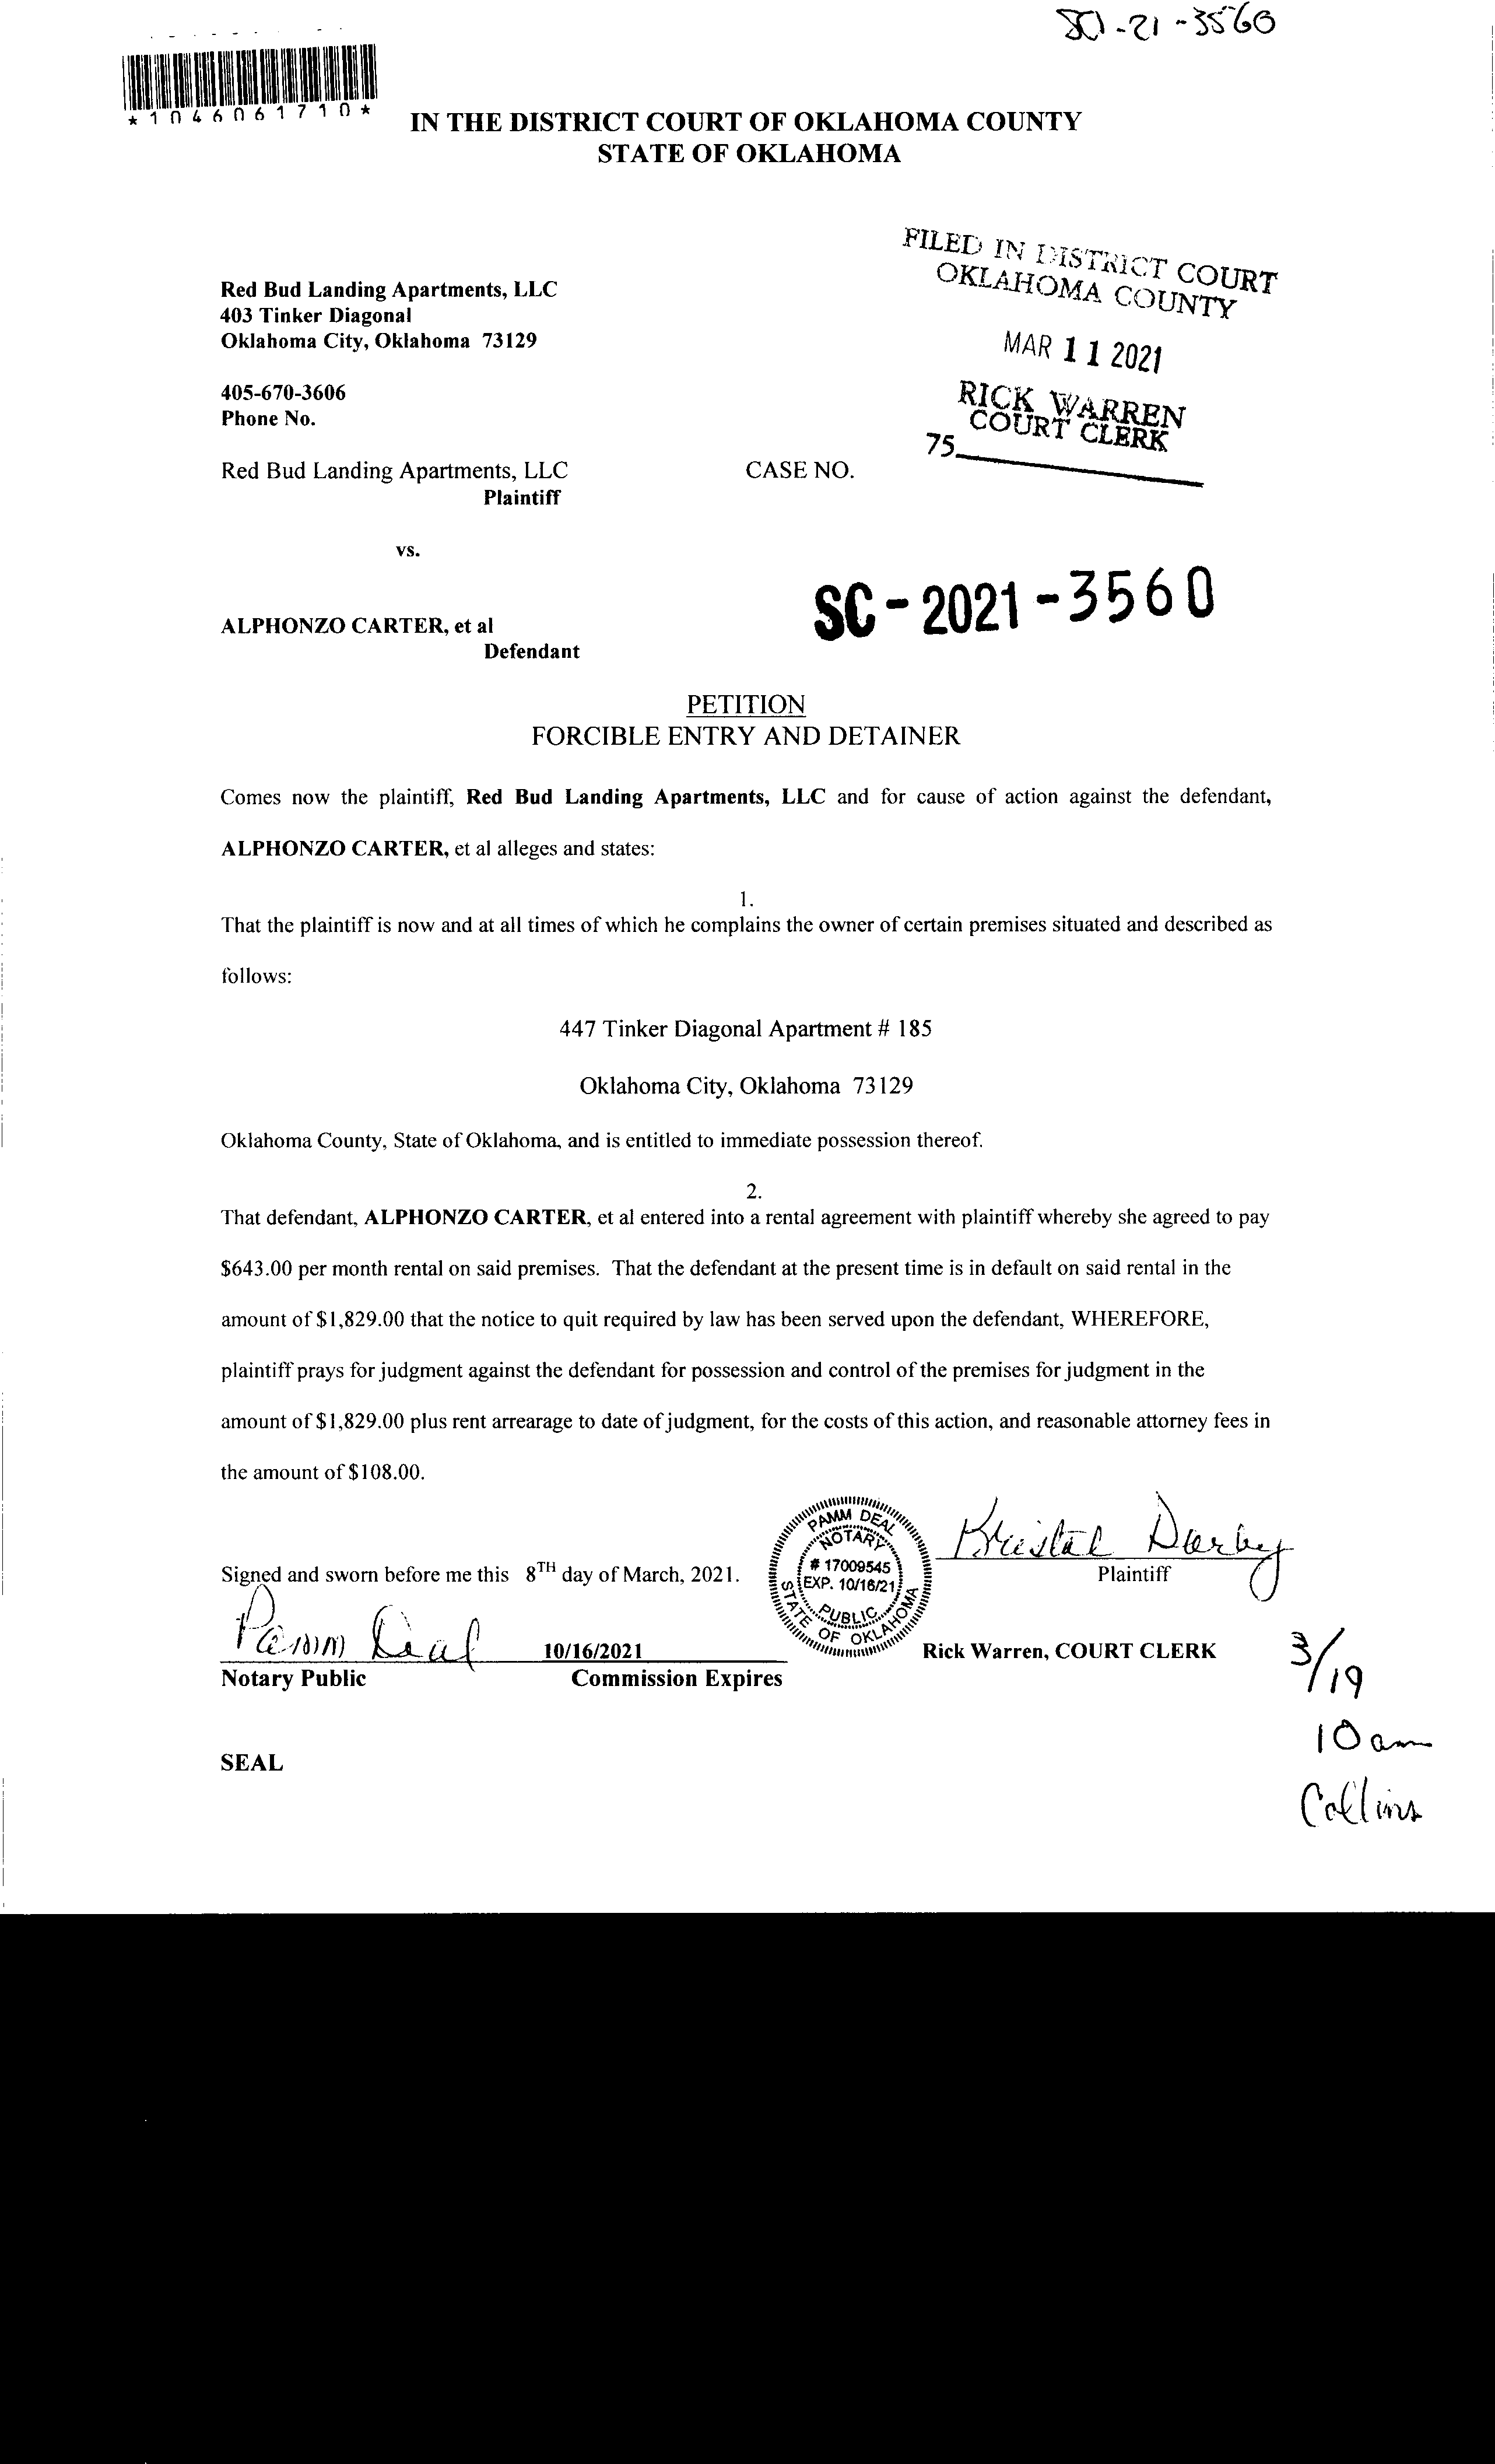 -21-3560
*1046061710*
IN THE DISTRICT COURT OF OKLAHOMA COUNTY
STATE OF OKLAHOMA
FILED IN DISTRICT COURT
OKLAHOMA COUNTY
MAR 11 2021
RICK WARREN
COURT CLERK
75
Red Bud Landing Apartments, LLC
403 Tinker Diagonal
Oklahoma City, Oklahoma 73129
405-670-3606
Phone No.
Red Bud Landing Apartments, LLC
Plaintiff
CASE NO.
vs.
SC-2021-3560
ALPHONZO CARTER, et al
Defendant
PETITION
FORCIBLE ENTRY AND DETAINER
Comes now the plaintiff, Red Bud Landing Apartments, LLC and for cause of action against the defendant,
ALPHONZO CARTER, et al alleges and states:
1.
That the plaintiff is now and at all times of which he complains the owner of certain premises situated and described as
follows:
447 Tinker Diagonal Apartment # 185
Oklahoma City, Oklahoma 73129
Oklahoma County, State of Oklahoma, and is entitled to immediate possession thereof.
2.
That defendant, ALPHONZO CARTER, et al entered into a rental agreement with plaintiff whereby she agreed to pay
$643.00 per month rental on said premises. That the defendant at the present time is in default on said rental in the
amount of $1,829.00 that the notice to quit required by law has been served upon the defendant, WHEREFORE,
plaintiff prays for judgment against the defendant for possession and control of the premises for judgment in the
amount of $1,829.00 plus rent arrearage to date of judgment, for the costs of this action, and reasonable attorney fees in
the amount of $108.00.
Kristal Darby
Plaintiff
PAMM DEAL
NOTARY
# 17009545
EXP. 10/16/21
PUBLIC
STATE OF OKLAHOMA
Signed and sworn before me this 8TH day of March, 2021.
Pamm Deal
10/16/2021
Notary Public
Commission Expires
Rick Warren, COURT CLERK
3/19
10 am
Collins
SEAL